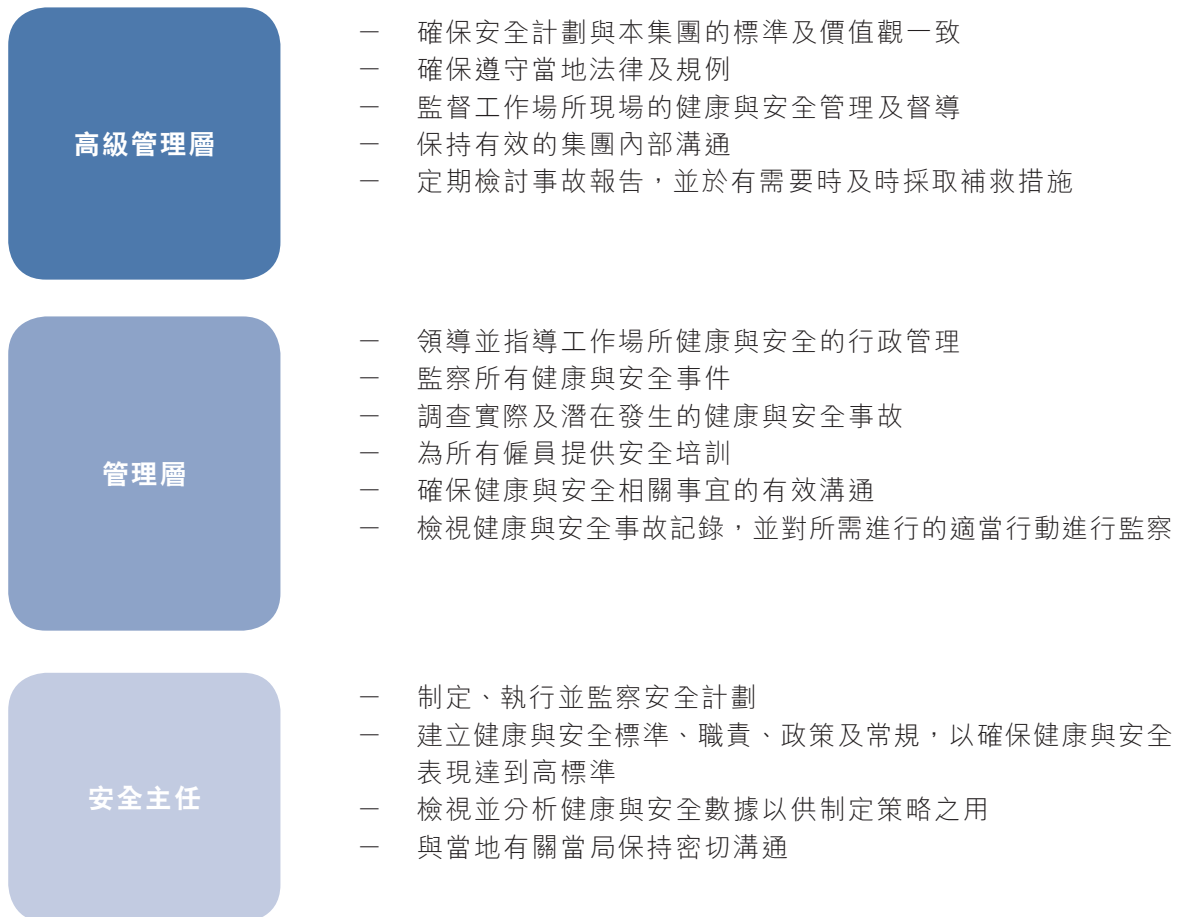 高級管理層
— 確保安全計劃與本集團的標準及價值觀一致
— 確保遵守當地法律及規例
— 監督工作場所現場的健康與安全管理及督導
— 保持有效的集團內部溝通
— 定期檢討事故報告，並於有需要時及時採取補救措施
管理層
— 領導並指導工作場所健康與安全的行政管理
— 監察所有健康與安全事件
— 調查實際及潛在發生的健康與安全事故
— 為所有僱員提供安全培訓
— 確保健康與安全相關事宜的有效溝通
— 檢視健康與安全事故記錄，並對所需進行的適當行動進行監察
安全主任
— 制定、執行並監察安全計劃
— 建立健康與安全標準、職責、政策及常規，以確保健康與安全
表現達到高標準
— 檢視並分析健康與安全數據以供制定策略之用
— 與當地有關當局保持密切溝通